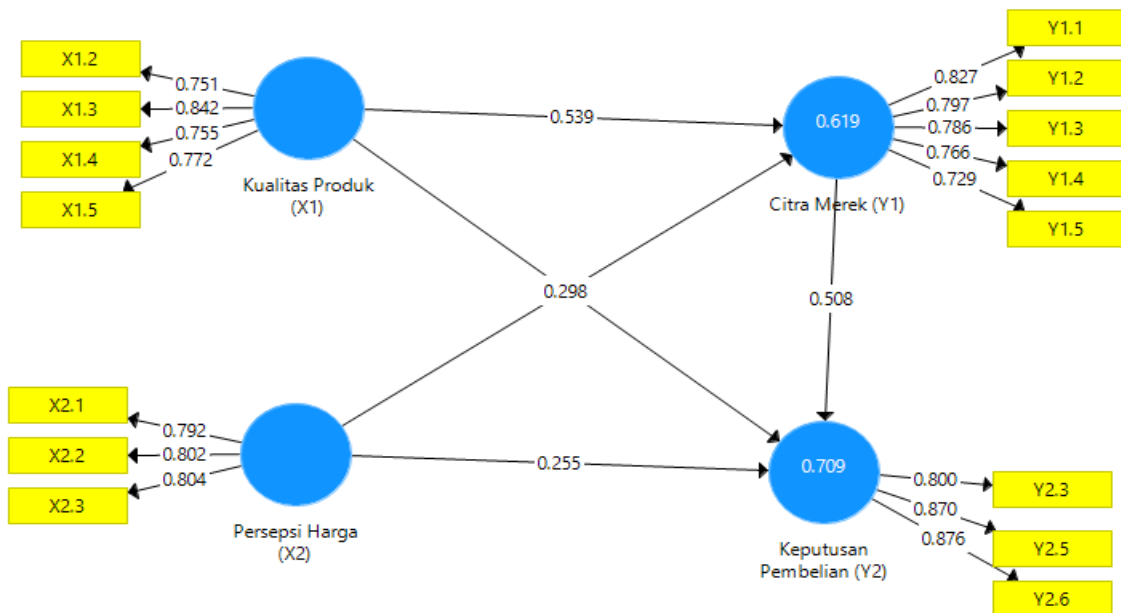 Y1.1
X1.2
0.751
0.827
Y1.2
X1.3
0.842
0.797
0.539
0.619
0.786
Y1.3
X1.4
0.755
0.766
0.772
Y1.4
0.729
X1.5
Kualitas Produk
(X1)
Citra Merek (Y1)
Y1.5
0.298
0.508
X2.1
0.792
X2.2
0.802
0.255
0.709
0.800
Y2.3
0.804
X2.3
0.870
0.876
Persepsi Harga
(X2)
Keputusan
Pembelian (Y2)
Y2.5
Y2.6